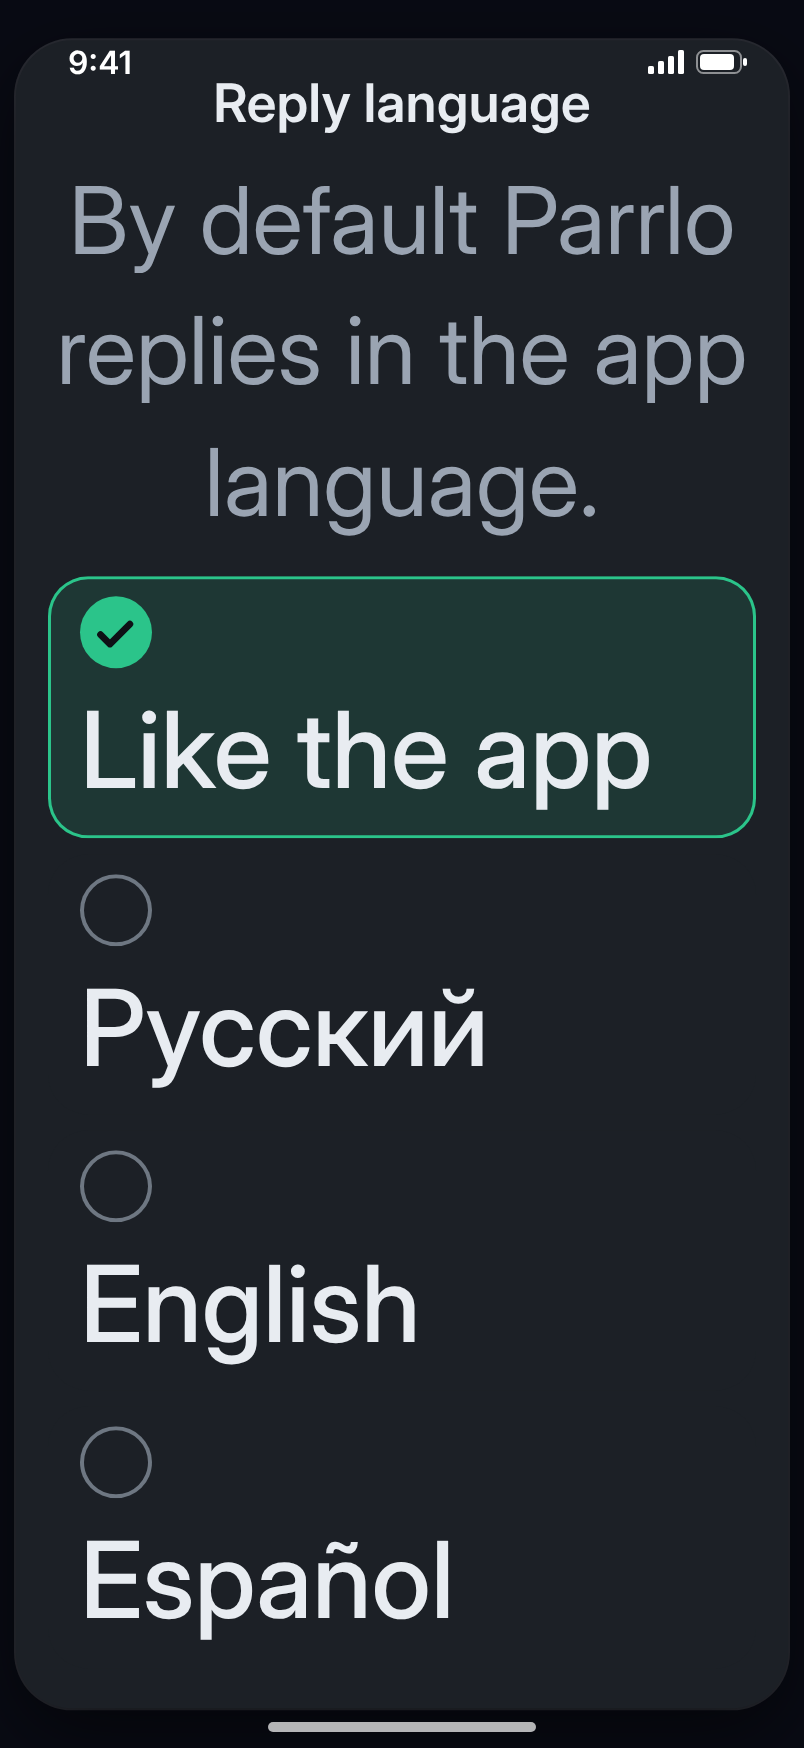 9:41
Reply language
By default Parrlo
replies in the app
language.
Like the app
Русский
English
Español